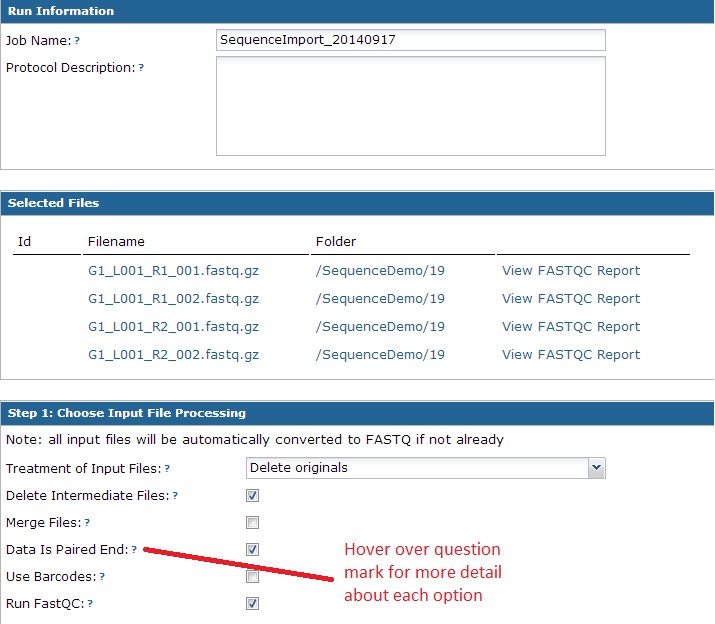 Run Information
Job Name: ? SequenceImport_20140917
Protocol Description: ?
Selected Files
Id Filename Folder
G1_L001_R1_001.fastq.gz /SequenceDemo/19 View FASTQC Report
G1_L001_R1_002.fastq.gz /SequenceDemo/19 View FASTQC Report
G1_L001_R2_001.fastq.gz /SequenceDemo/19 View FASTQC Report
G1_L001_R2_002.fastq.gz /SequenceDemo/19 View FASTQC Report
Step 1: Choose Input File Processing
Note: all input files will be automatically converted to FASTQ if not already
Treatment of Input Files: ? Delete originals
Delete Intermediate Files: ?
Merge Files: ?
Data Is Paired End: ?
Use Barcodes: ?
Run FastQC: ?
Hover over question
mark for more detail
about each option